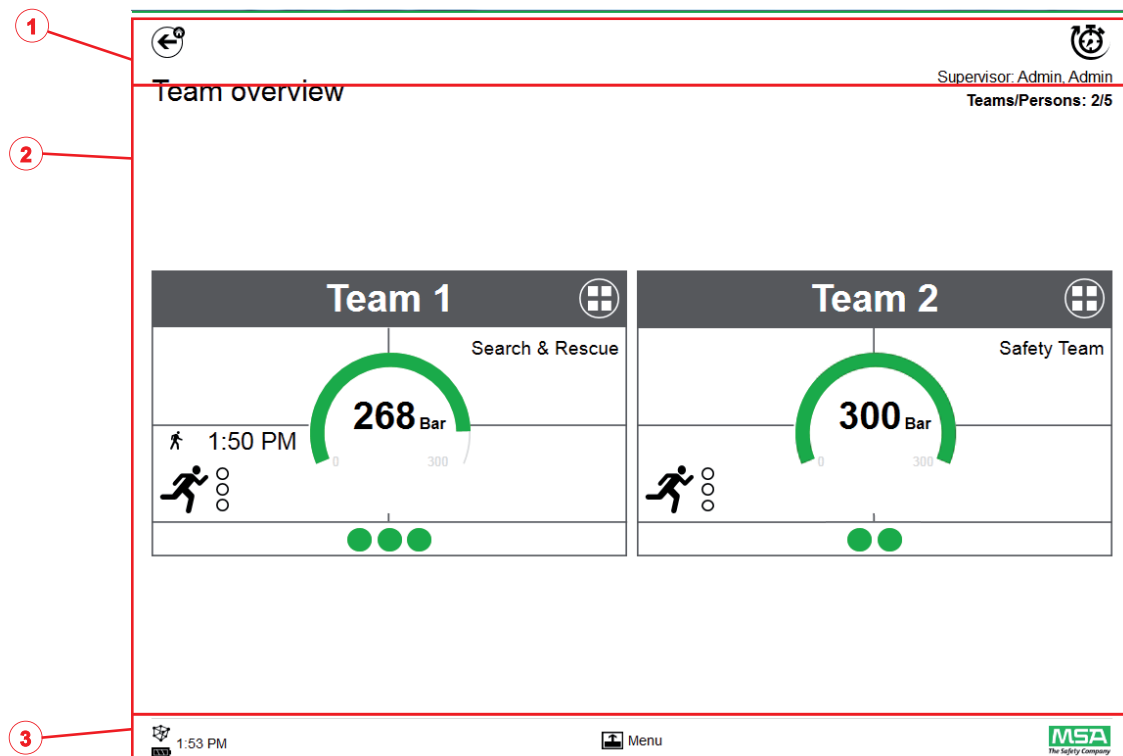 1
Supervisor: Admin, Admin
Team overview
Teams/Persons: 2/5
2
Team 1
Team 2
Search & Rescue
Safety Team
268 Bar
300 Bar
1:50 PM
0 300
0 300
3
1:53 PM
Menu
MSA
The Safety Company